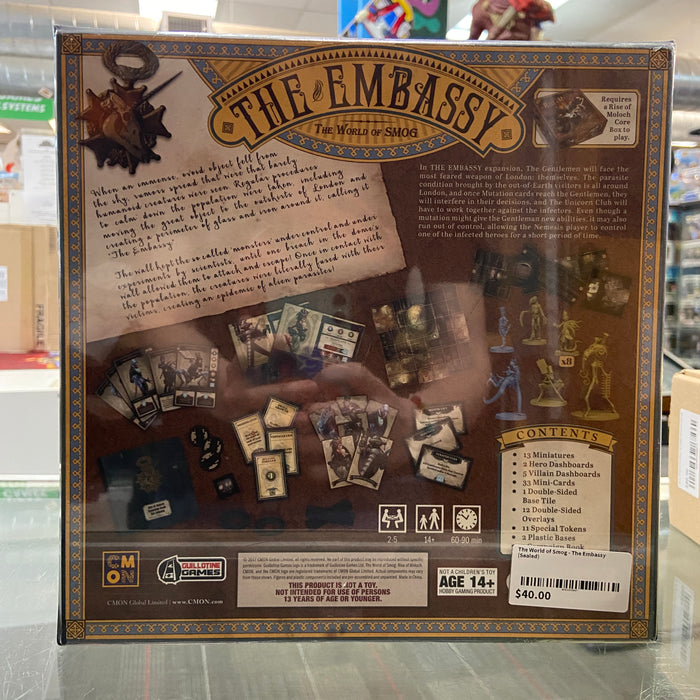 THE EMBASSY
THE WORLD OF SMOG
Requires
a Rise of
Moloch
Core
Box to
play.
When an immense, ovoid object fell from
the sky, rumors spread that were that barely
humanoid creatures were seen. Regular procedures
to calm down the population were taken, including
moving the great object to the outskirts of London and
creating a perimeter of glass and iron around it, calling it
"The Embassy"
The wall kept the so called 'monsters' under control and under
experiments by scientists, until one breach in the dome's
wall allowed them to attack and escape! Once in contact with
the population, the creatures were literally fused with their
victims, creating an epidemic of alien parasites!
In THE EMBASSY expansion, The Gentlemen will face the
most feared weapon of London: themselves. The parasite
condition brought by the out-of-Earth visitors is all around
London, and once Mutation cards reach the Gentlemen, they
will interfere in their decisions, and The Unicorn Club will
have to work together against the infectors. Even though a
mutation might give the Gentleman new abilities, it may also
run out of control, allowing the Nemesis player to control
one of the infected heroes for a short period of time.
x8
CONTENTS
• 13 Miniatures
• 2 Hero Dashboards
• 5 Villain Dashboards
• 33 Mini-Cards
• 1 Double-Sided
Base Tile
• 12 Double-Sided
Overlays
• 11 Special Tokens
• 2 Plastic Bases
Book
2-5
14+
60-90 min
CMON
GUILLOTINE
GAMES
CMON Global Limited | www.CMON.com
THIS PRODUCT IS NOT A TOY.
NOT INTENDED FOR USE OF PERSONS
13 YEARS OF AGE OR YOUNGER.
NOT A CHILDREN'S TOY
AGE 14+
HOBBY GAMING PRODUCT
The World of Smog - The Embassy
(Sealed)
$40.00
SYSTEMS
FRAGILE